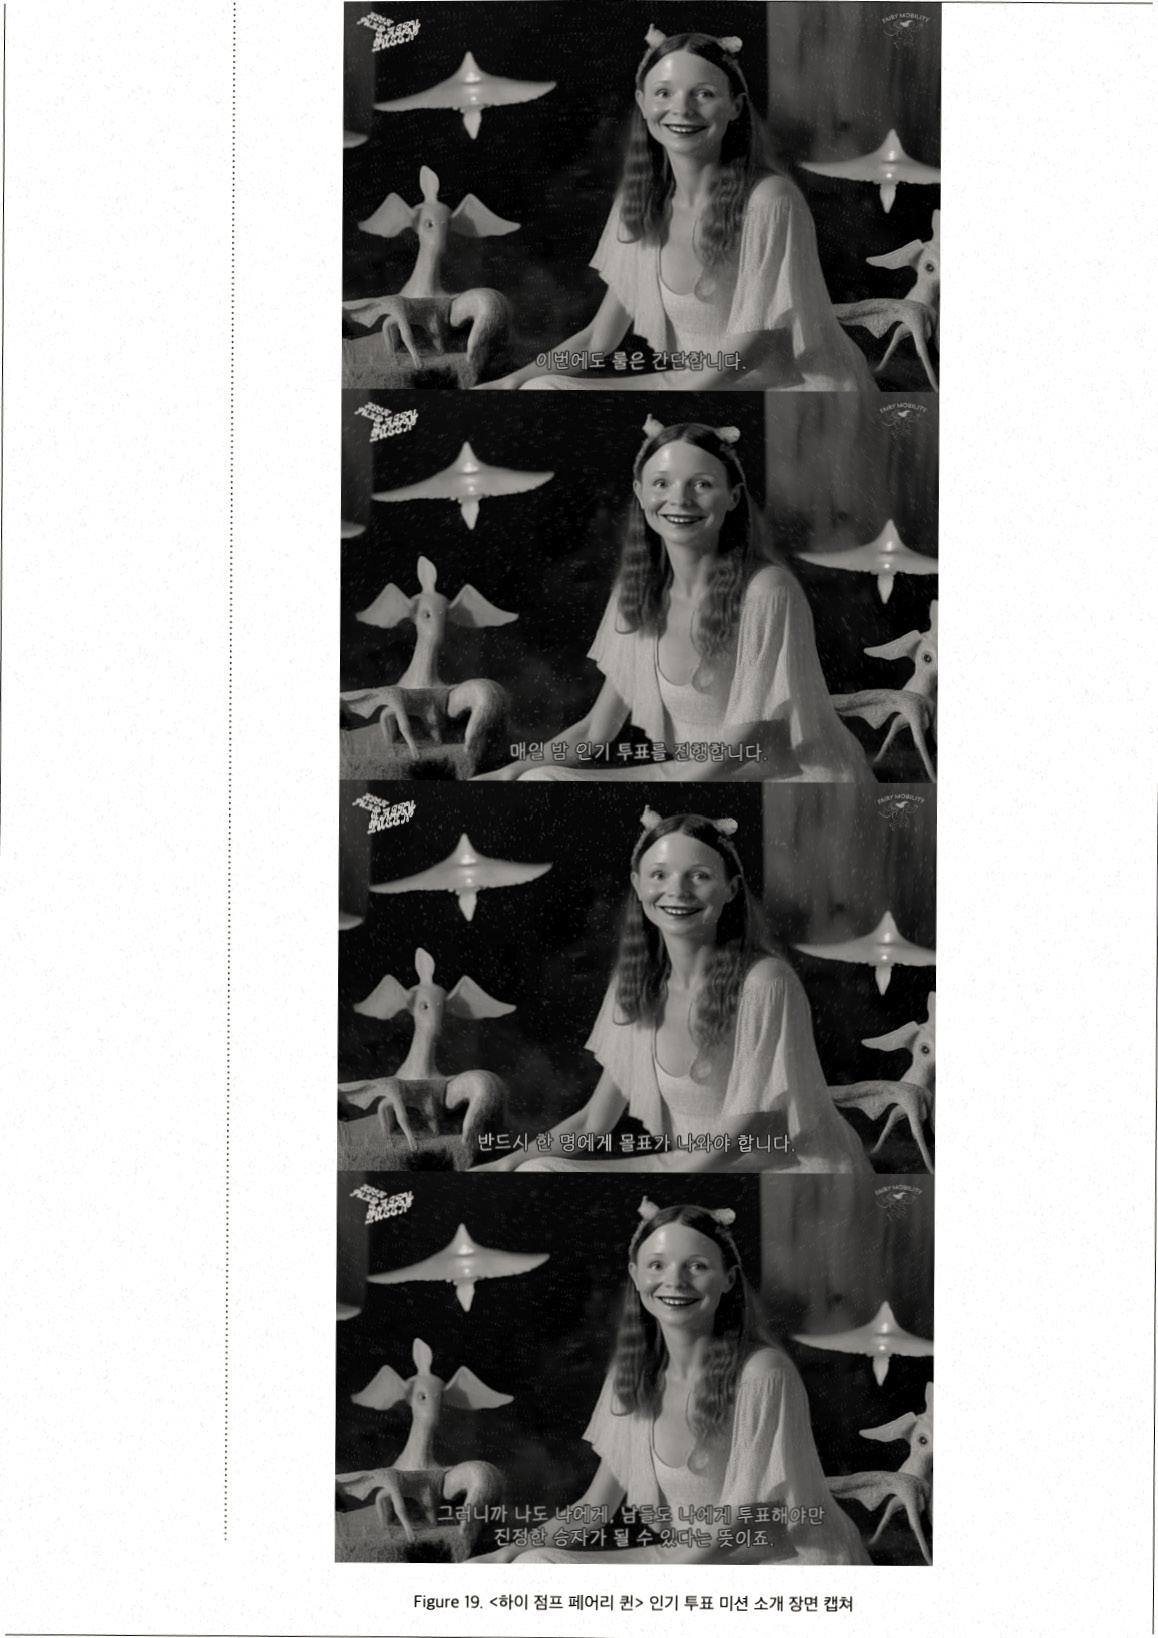 FAIRY MOBILITY
이번에도 룰은 간단합니다.
FAIRY MOBILITY
매일 밤 인기 투표를 진행합니다.
FAIRY MOBILITY
반드시 한 명에게 몰표가 나와야 합니다.
FAIRY MOBILITY
그러니까 나도 나에게, 남들도 나에게 투표해야만
진정한 승자가 될 수 있다는 뜻이죠.
Figure 19. <하이 점프 페어리 퀸> 인기 투표 미션 소개 장면 캡쳐